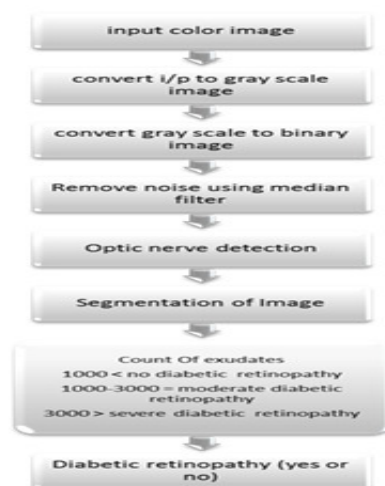 input color image
convert i/p to gray scale
image
convert gray scale to binary
image
Remove noise using median
filter
Optic nerve detection
Segmentation of Image
Count Of exudates
1000 < no diabetic retinopathy
1000-3000 = moderate diabetic
retinopathy
3000 > severe diabetic retinopathy
Diabetic retinopathy (yes or
no)